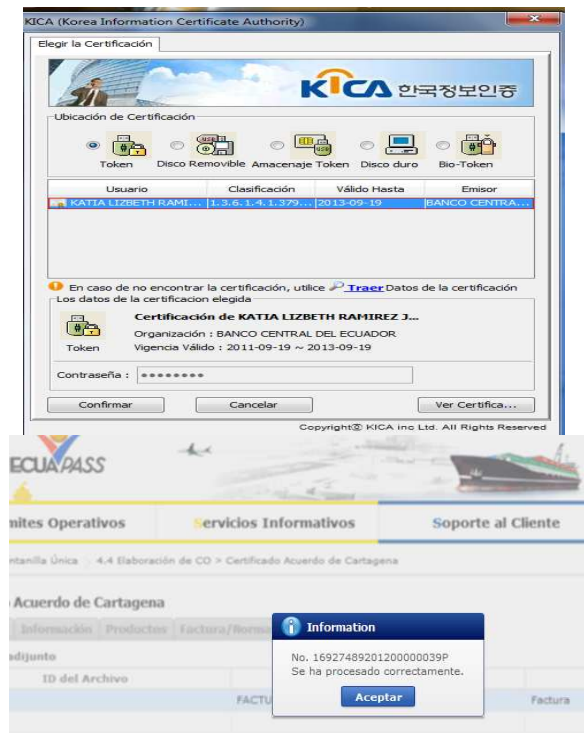 KICA (Korea Information Certificate Authority)
Elegir la Certificación
KICA 한국정보인증
Ubicación de Certificación
Token Disco Removible Amacenaje Token Disco duro Bio-Token
Usuario Clasificación Válido Hasta Emisor
KATIA LIZBETH RAMI... 1.3.6.1.4.1.379... 2013-09-19 BANCO CENTRA...
En caso de no encontrar la certificación, utilice Traer Datos de la certificación
Los datos de la certificacion elegida
Certificación de KATIA LIZBETH RAMIREZ J...
Organización : BANCO CENTRAL DEL ECUADOR
Token Vigencia Válido : 2011-09-19 ~ 2013-09-19
Contraseña : ********
Confirmar Cancelar Ver Certifica...
Copyright© KICA inc Ltd. All Rights Reserved
ECUAPASS
mites Operativos Servicios Informativos Soporte al Cliente
ntanilla Única 4.4 Elaboración de CO > Certificado Acuerdo de Cartagena
Acuerdo de Cartagena
Información Productos Factura/Norma
Information
adjunto
No. 16927489201200000039P
Se ha procesado correctamente.
ID del Archivo
Aceptar
FACTU Factura